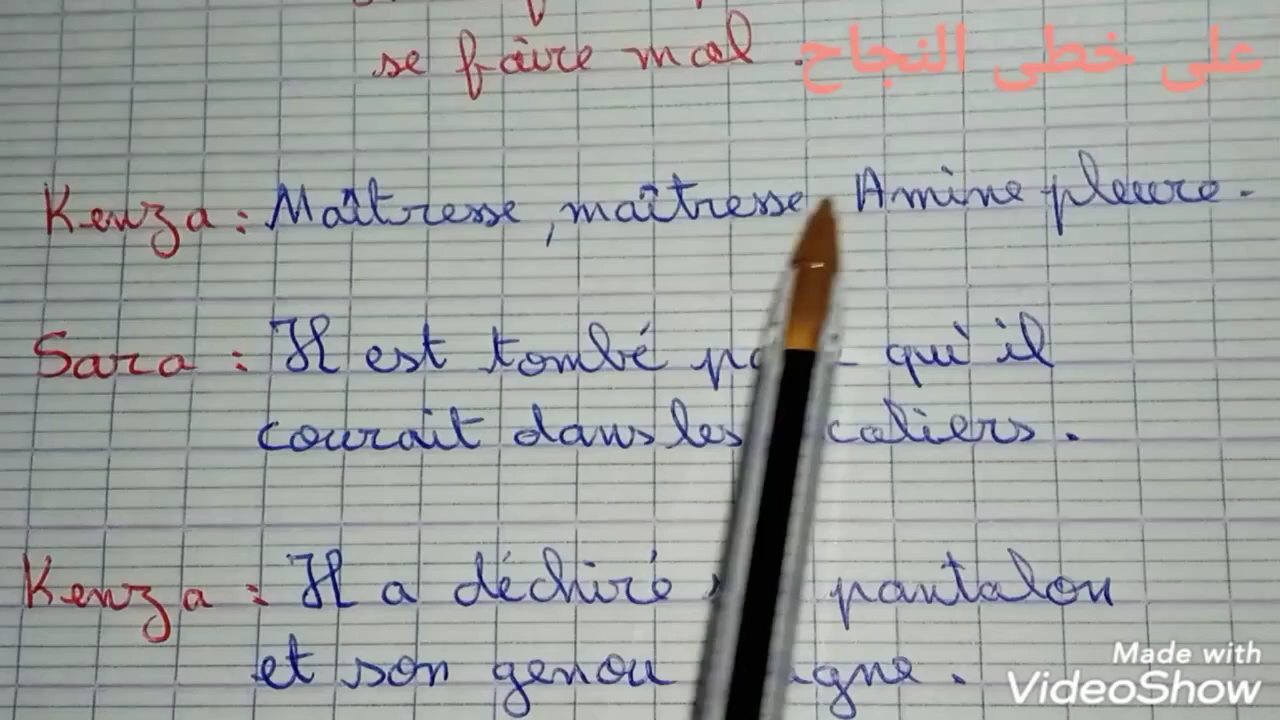 se faire mal. على خطى النجاح
Kenza: Maîtresse, maîtresse Amine pleure.
Sara: Il est tombé qu'il
courait dans les
Kenza: Il a déchiré pantalon
et son genou
Made with
VideoShow